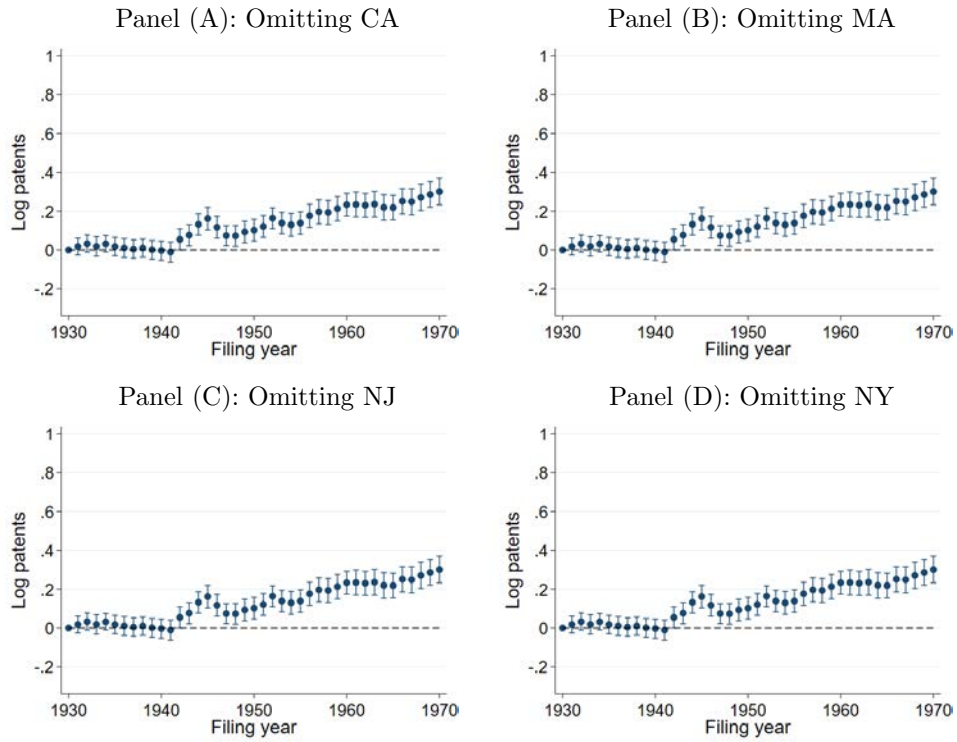 Panel (A): Omitting CA
1
.8
.6
.4
.2
0
-.2
Log patents
1930 1940 1950 1960 1970
Filing year
Panel (B): Omitting MA
1
.8
.6
.4
.2
0
-.2
Log patents
1930 1940 1950 1960 1970
Filing year
Panel (C): Omitting NJ
1
.8
.6
.4
.2
0
-.2
Log patents
1930 1940 1950 1960 1970
Filing year
Panel (D): Omitting NY
1
.8
.6
.4
.2
0
-.2
Log patents
1930 1940 1950 1960 1970
Filing year